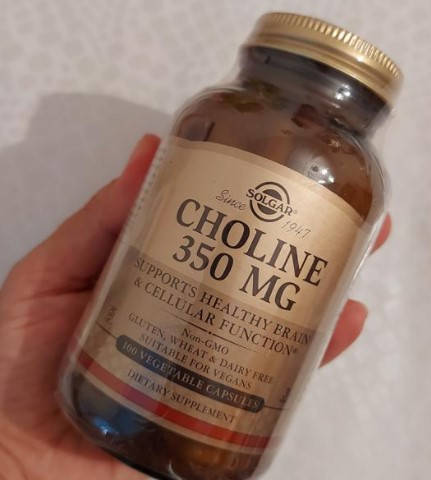 SOLGAR®
Since 1947
CHOLINE
350 MG
SUPPORTS HEALTHY BRAIN
& CELLULAR FUNCTION*
Non-GMO
GLUTEN, WHEAT & DAIRY FREE
SUITABLE FOR VEGANS
100 VEGETABLE CAPSULES
DIETARY SUPPLEMENT